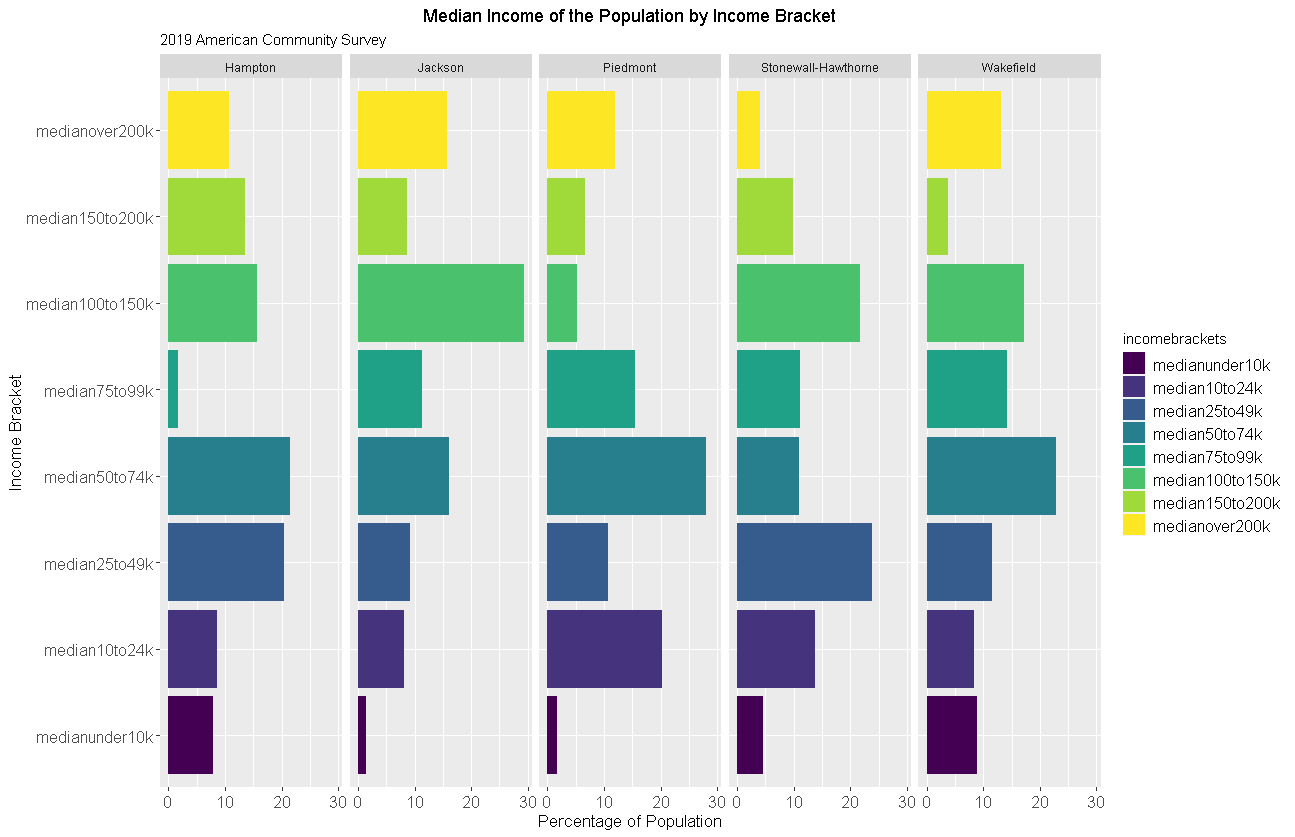 Median Income of the Population by Income Bracket
2019 American Community Survey
Hampton
Jackson
Piedmont
Stonewall-Hawthorne
Wakefield
medianover200k
median150to200k
median100to150k
median75to99k
median50to74k
median25to49k
median10to24k
medianunder10k
Income Bracket
0 10 20 30
0 10 20 30
0 10 20 30
0 10 20 30
0 10 20 30
Percentage of Population
incomebrackets
medianunder10k
median10to24k
median25to49k
median50to74k
median75to99k
median100to150k
median150to200k
medianover200k